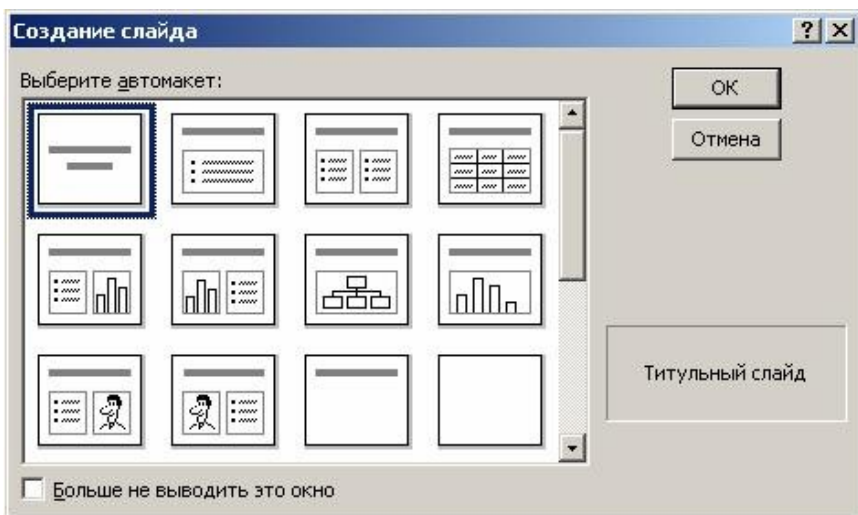 Создание слайда
Выберите автомакет:
ОК
Отмена
Титульный слайд
Больше не выводить это окно